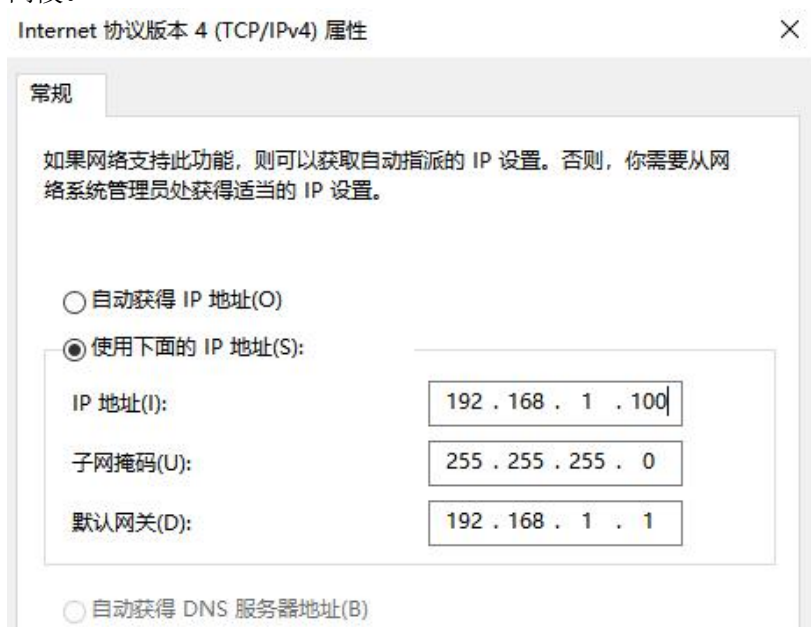 Internet 协议版本 4 (TCP/IPv4) 属性
常规
如果网络支持此功能，则可以获取自动指派的 IP 设置。否则，你需要从网
络系统管理员处获得适当的 IP 设置。
自动获得 IP 地址(O)
使用下面的 IP 地址(S):
IP 地址(I): 192 . 168 . 1 . 100
子网掩码(U): 255 . 255 . 255 . 0
默认网关(D): 192 . 168 . 1 . 1
自动获得 DNS 服务器地址(B)